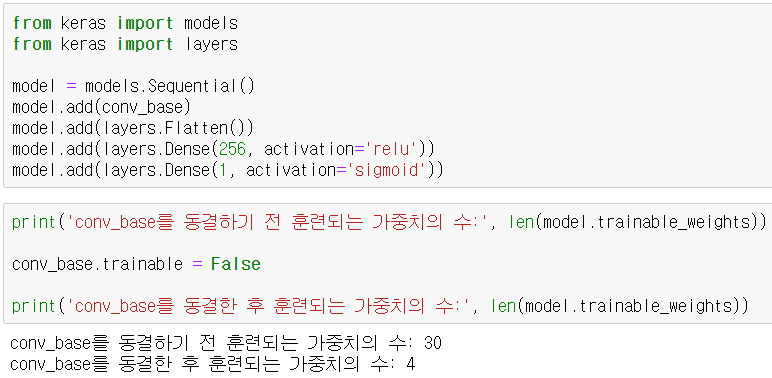 from keras import models
from keras import layers
model = models.Sequential()
model.add(conv_base)
model.add(layers.Flatten())
model.add(layers.Dense(256, activation='relu'))
model.add(layers.Dense(1, activation='sigmoid'))
print('conv_base를 동결하기 전 훈련되는 가중치의 수:', len(model.trainable_weights))
conv_base.trainable = False
print('conv_base를 동결한 후 훈련되는 가중치의 수:', len(model.trainable_weights))
conv_base를 동결하기 전 훈련되는 가중치의 수: 30
conv_base를 동결한 후 훈련되는 가중치의 수: 4